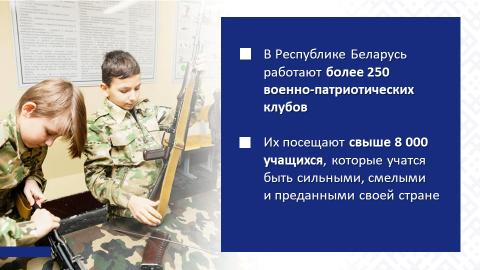 В Республике Беларусь
работают более 250
военно-патриотических
клубов
Их посещают свыше 8 000
учащихся, которые учатся
быть сильными, смелыми
и преданными своей стране